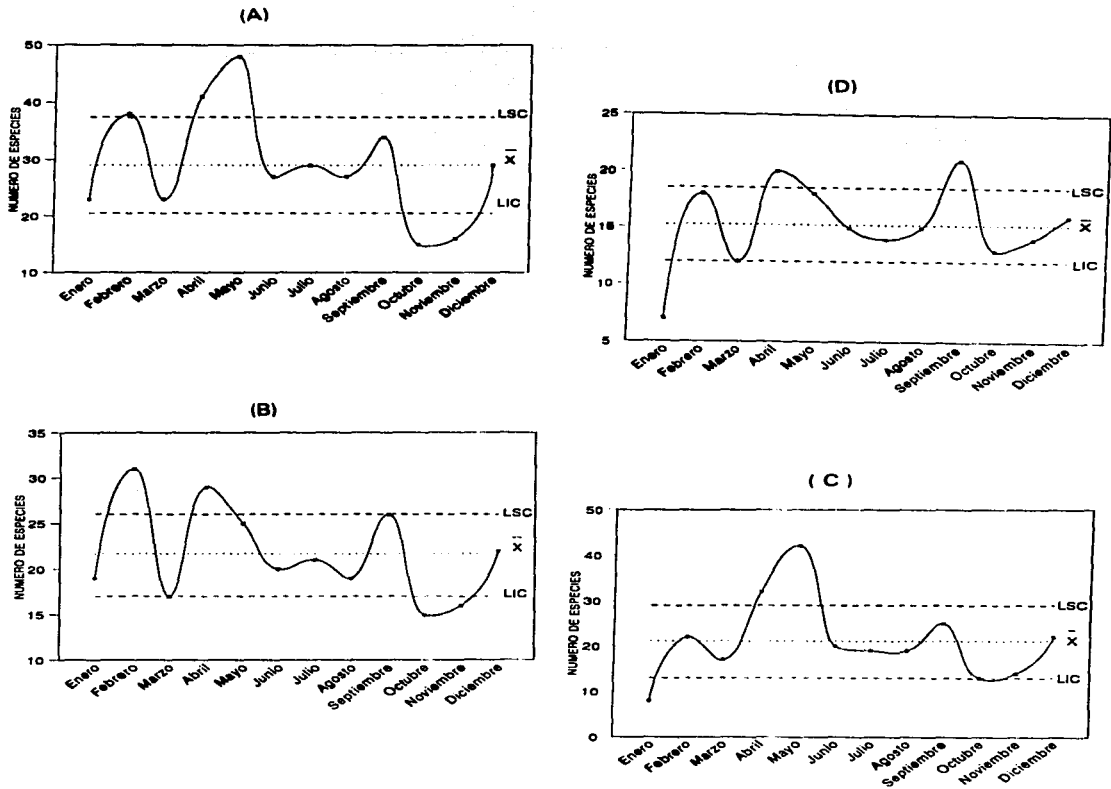 (A)
NUMERO DE ESPECIES
50
40
30
20
10
LSC
X
LIC
Enero
Febrero
Marzo
Abril
Mayo
Junio
Julio
Agosto
Septiembre
Octubre
Noviembre
Diciembre
(D)
NUMERO DE ESPECIES
25
20
15
10
5
LSC
X
LIC
Enero
Febrero
Marzo
Abril
Mayo
Junio
Julio
Agosto
Septiembre
Octubre
Noviembre
Diciembre
(B)
NUMERO DE ESPECIES
35
30
25
20
15
10
LSC
X
LIC
Enero
Febrero
Marzo
Abril
Mayo
Junio
Julio
Agosto
Septiembre
Octubre
Noviembre
Diciembre
( C )
NUMERO DE ESPECIES
50
40
30
20
10
0
LSC
X
LIC
Enero
Febrero
Marzo
Abril
Mayo
Junio
Julio
Agosto
Septiembre
Octubre
Noviembre
Diciembre